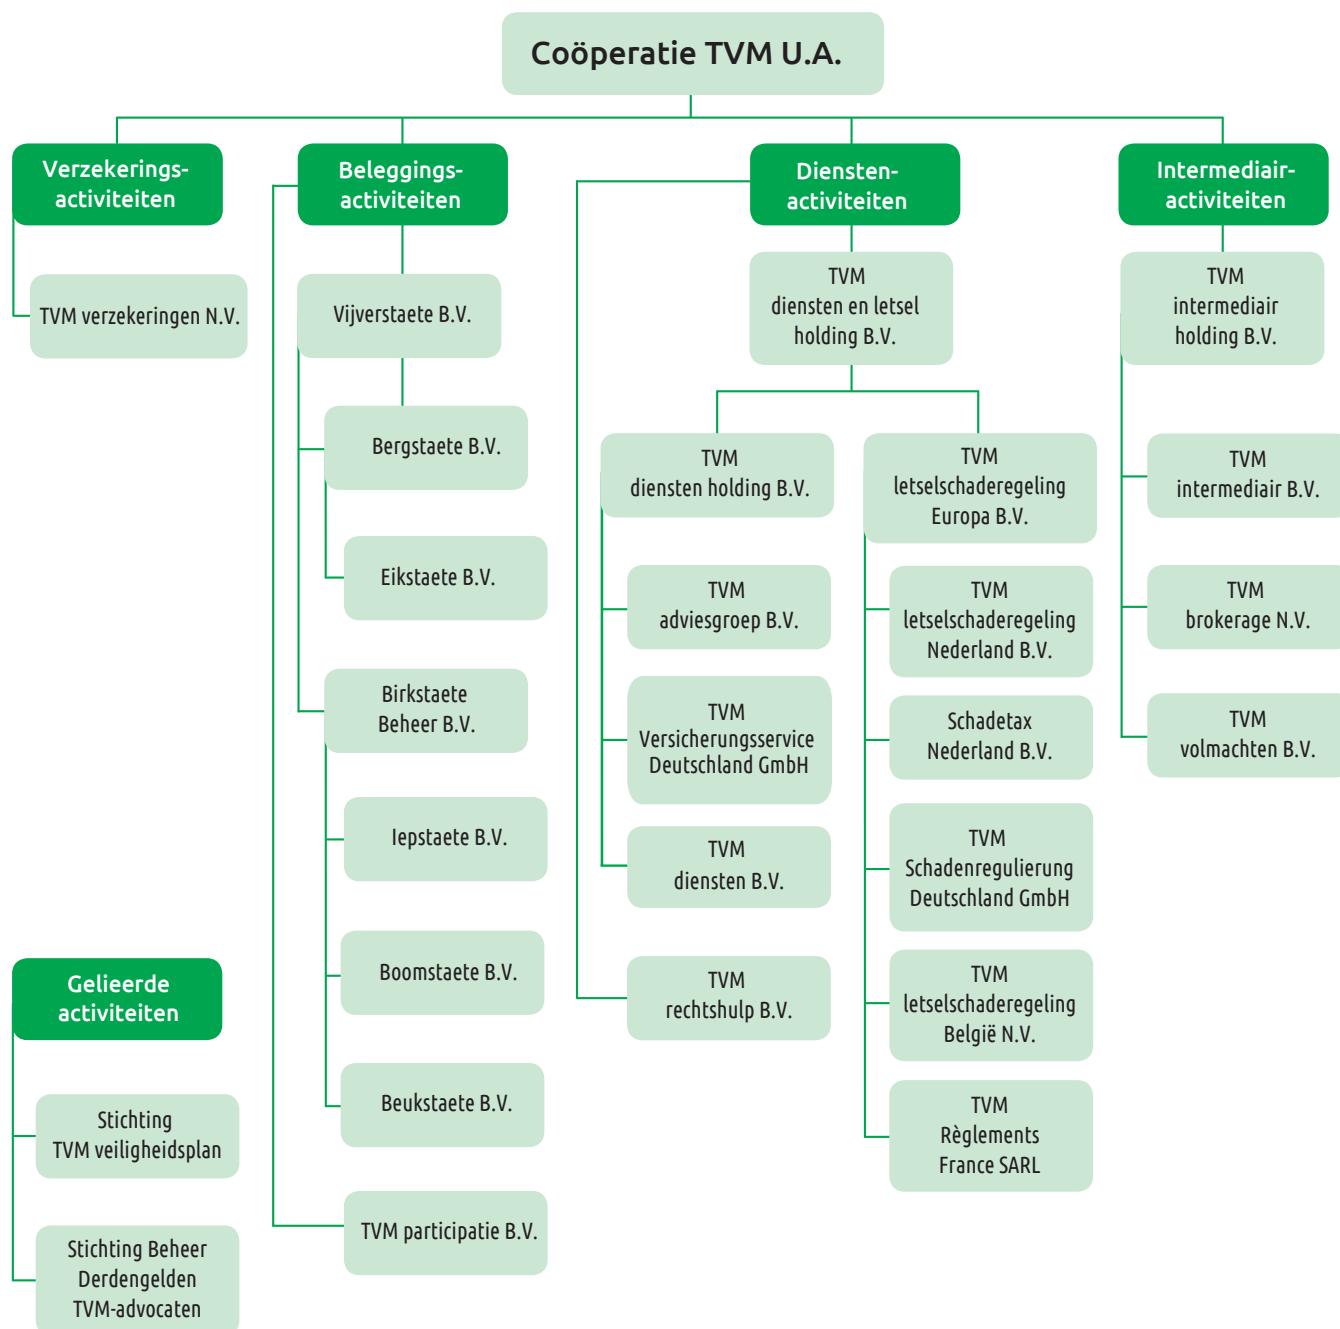 Coöperatie TVM U.A.
Verzekerings-
activiteiten
TVM verzekeringen N.V.
Beleggings-
activiteiten
Vijverstaete B.V.
Bergstaete B.V.
Eikstaete B.V.
Birkstaete
Beheer B.V.
Iepstaete B.V.
Boomstaete B.V.
Beukstaete B.V.
TVM participatie B.V.
Diensten-
activiteiten
TVM
diensten en letsel
holding B.V.
TVM
diensten holding B.V.
TVM
adviesgroep B.V.
TVM
Versicherungsservice
Deutschland GmbH
TVM
diensten B.V.
TVM
rechtshulp B.V.
TVM
letselschaderegeling
Europa B.V.
TVM
letselschaderegeling
Nederland B.V.
Schadetax
Nederland B.V.
TVM
Schadenregulierung
Deutschland GmbH
TVM
letselschaderegeling
België N.V.
TVM
Règlements
France SARL
Intermediair-
activiteiten
TVM
intermediair
holding B.V.
TVM
intermediair B.V.
TVM
brokerage N.V.
TVM
volmachten B.V.
Gelieerde
activiteiten
Stichting
TVM veiligheidsplan
Stichting Beheer
Derdengelden
TVM-advocaten